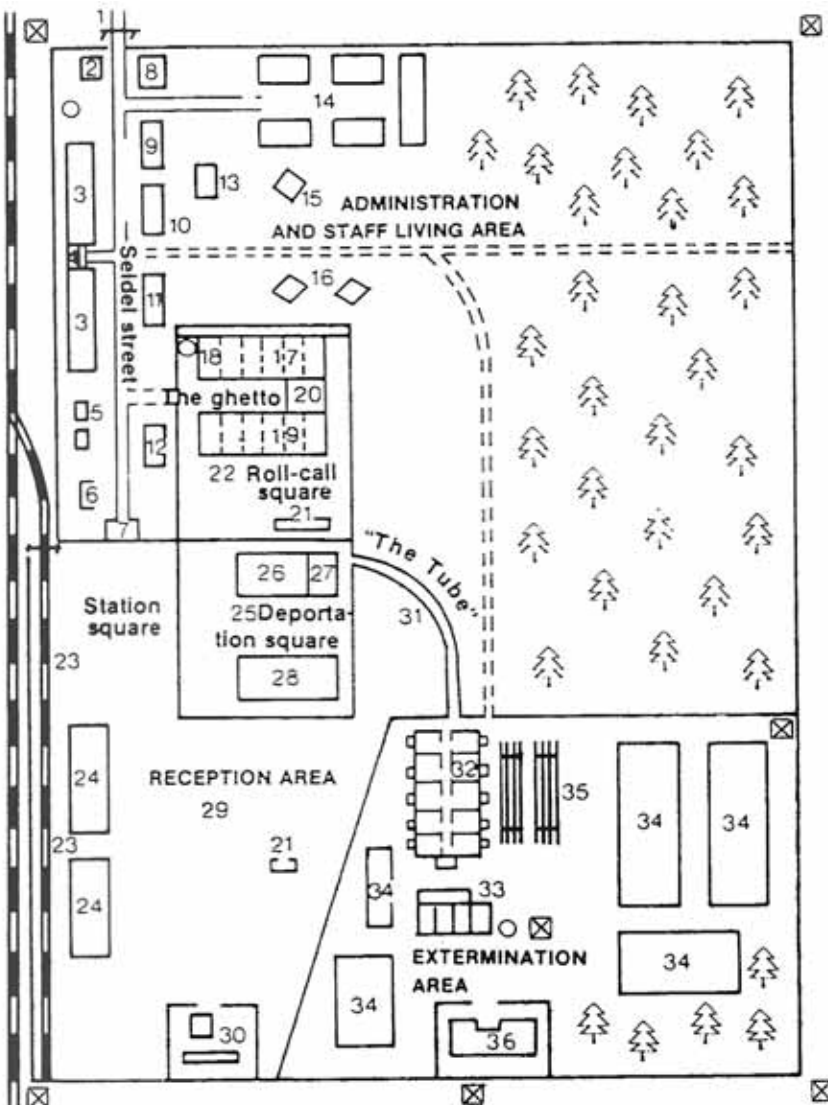 1
2
8
14
9
3
13
15
10
ADMINISTRATION
AND STAFF LIVING AREA
Seidel street
16
11
3
18
17
The ghetto
20
5
19
12
22 Roll-call
square
6
21
7
"The Tube"
26
27
Station
square
25 Deporta-
tion square
31
23
28
32
24
RECEPTION AREA
35
29
34
34
23
21
34
33
24
EXTERMINATION
AREA
34
34
30
36